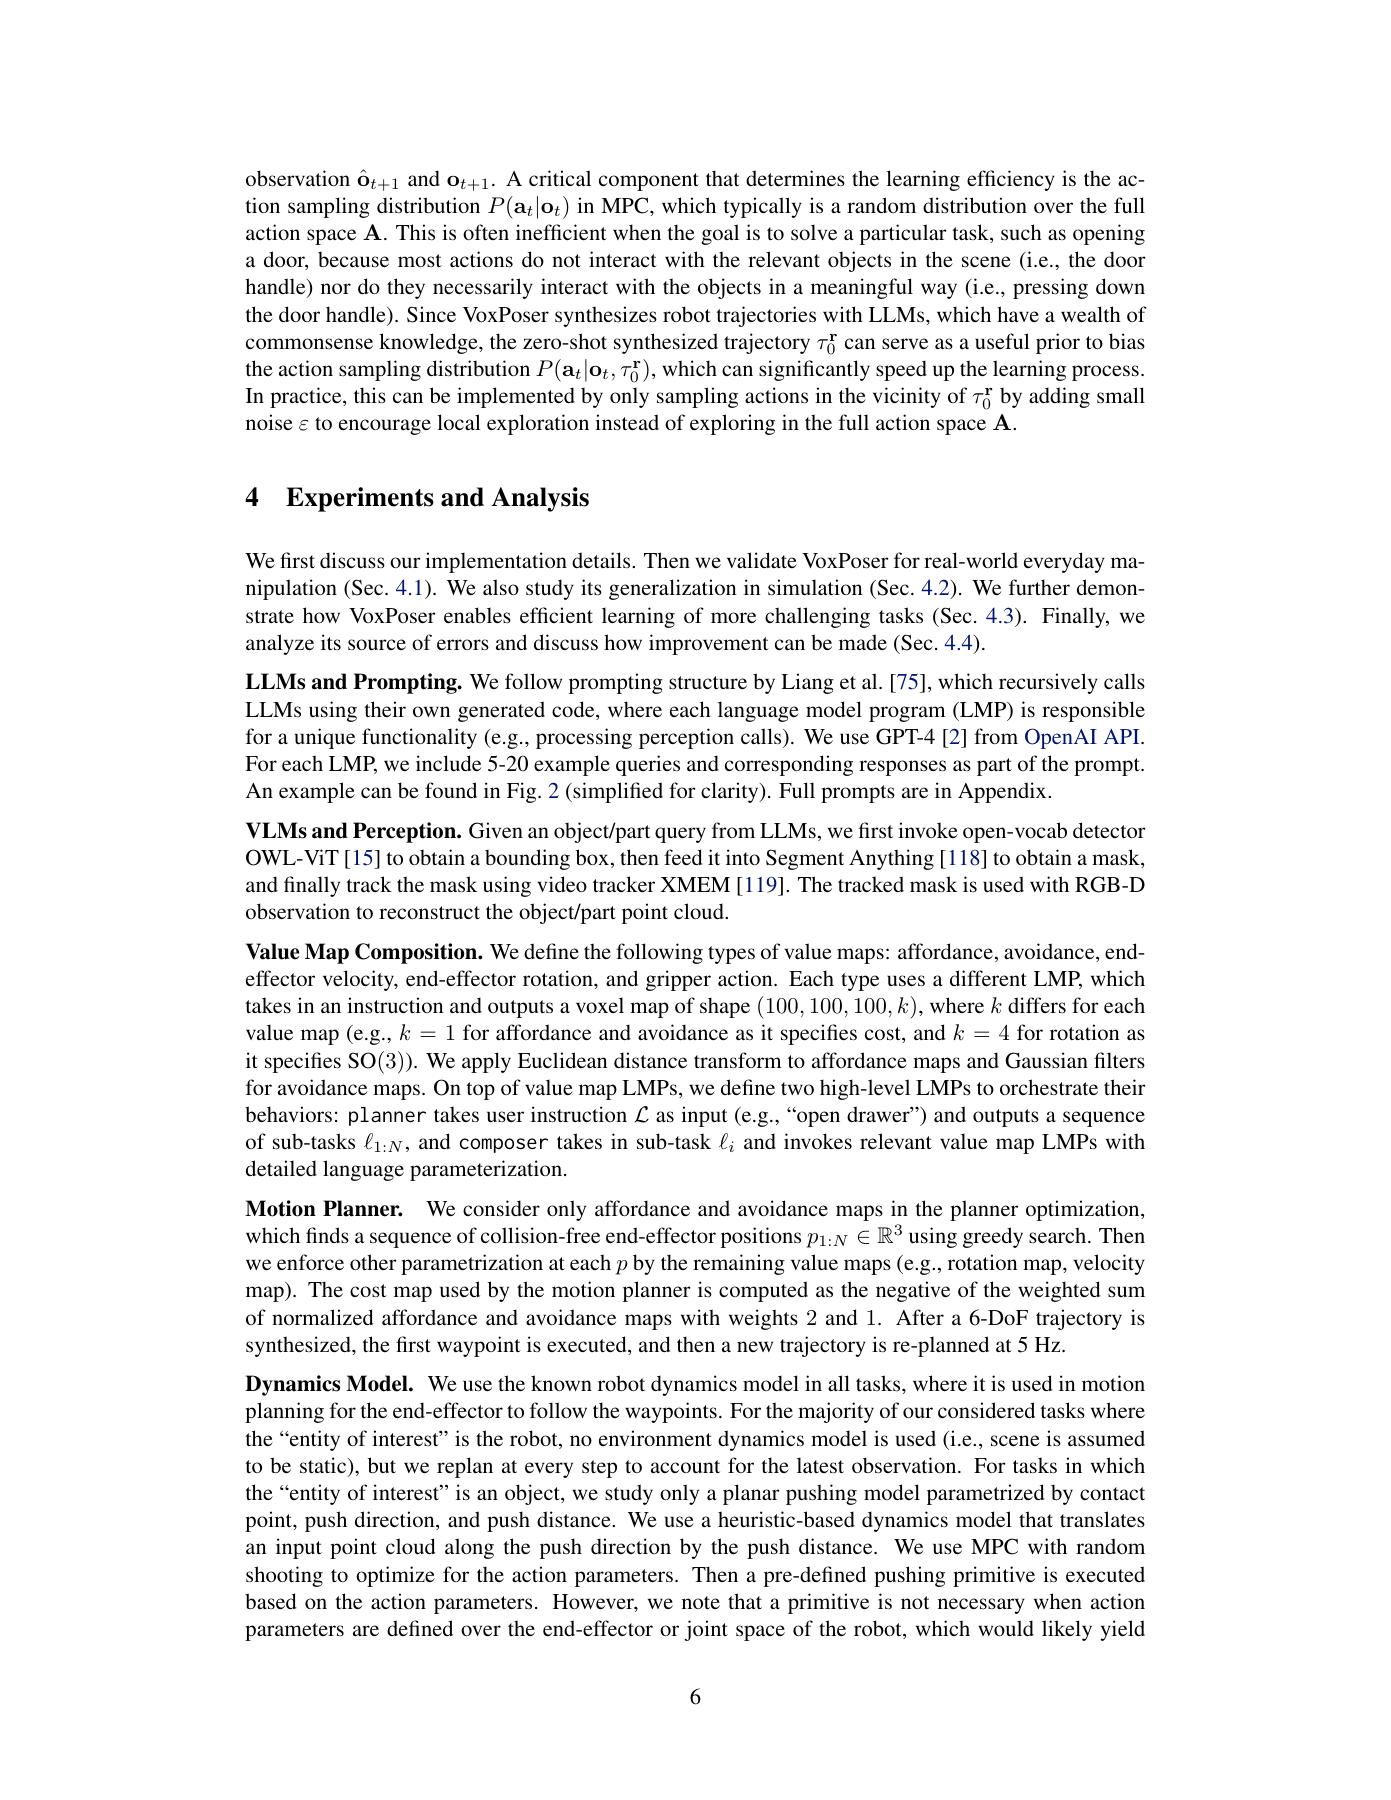 observation ôₜ₊₁ and oₜ₊₁. A critical component that determines the learning efficiency is the ac-
tion sampling distribution P(aₜ|oₜ) in MPC, which typically is a random distribution over the full
action space A. This is often inefficient when the goal is to solve a particular task, such as opening
a door, because most actions do not interact with the relevant objects in the scene (i.e., the door
handle) nor do they necessarily interact with the objects in a meaningful way (i.e., pressing down
the door handle). Since VoxPoser synthesizes robot trajectories with LLMs, which have a wealth of
commonsense knowledge, the zero-shot synthesized trajectory τ₀ʳ can serve as a useful prior to bias
the action sampling distribution P(aₜ|oₜ, τ₀ʳ), which can significantly speed up the learning process.
In practice, this can be implemented by only sampling actions in the vicinity of τ₀ʳ by adding small
noise ε to encourage local exploration instead of exploring in the full action space A.
4 Experiments and Analysis
We first discuss our implementation details. Then we validate VoxPoser for real-world everyday ma-
nipulation (Sec. 4.1). We also study its generalization in simulation (Sec. 4.2). We further demon-
strate how VoxPoser enables efficient learning of more challenging tasks (Sec. 4.3). Finally, we
analyze its source of errors and discuss how improvement can be made (Sec. 4.4).
LLMs and Prompting. We follow prompting structure by Liang et al. [75], which recursively calls
LLMs using their own generated code, where each language model program (LMP) is responsible
for a unique functionality (e.g., processing perception calls). We use GPT-4 [2] from OpenAI API.
For each LMP, we include 5-20 example queries and corresponding responses as part of the prompt.
An example can be found in Fig. 2 (simplified for clarity). Full prompts are in Appendix.
VLMs and Perception. Given an object/part query from LLMs, we first invoke open-vocab detector
OWL-ViT [15] to obtain a bounding box, then feed it into Segment Anything [118] to obtain a mask,
and finally track the mask using video tracker XMEM [119]. The tracked mask is used with RGB-D
observation to reconstruct the object/part point cloud.
Value Map Composition. We define the following types of value maps: affordance, avoidance, end-
effector velocity, end-effector rotation, and gripper action. Each type uses a different LMP, which
takes in an instruction and outputs a voxel map of shape (100, 100, 100, k), where k differs for each
value map (e.g., k = 1 for affordance and avoidance as it specifies cost, and k = 4 for rotation as
it specifies SO(3)). We apply Euclidean distance transform to affordance maps and Gaussian filters
for avoidance maps. On top of value map LMPs, we define two high-level LMPs to orchestrate their
behaviors: planner takes user instruction ℒ as input (e.g., “open drawer”) and outputs a sequence
of sub-tasks ℓ₁:N, and composer takes in sub-task ℓᵢ and invokes relevant value map LMPs with
detailed language parameterization.
Motion Planner. We consider only affordance and avoidance maps in the planner optimization,
which finds a sequence of collision-free end-effector positions p₁:N ∈ ℝ³ using greedy search. Then
we enforce other parametrization at each p by the remaining value maps (e.g., rotation map, velocity
map). The cost map used by the motion planner is computed as the negative of the weighted sum
of normalized affordance and avoidance maps with weights 2 and 1. After a 6-DoF trajectory is
synthesized, the first waypoint is executed, and then a new trajectory is re-planned at 5 Hz.
Dynamics Model. We use the known robot dynamics model in all tasks, where it is used in motion
planning for the end-effector to follow the waypoints. For the majority of our considered tasks where
the “entity of interest” is the robot, no environment dynamics model is used (i.e., scene is assumed
to be static), but we replan at every step to account for the latest observation. For tasks in which
the “entity of interest” is an object, we study only a planar pushing model parametrized by contact
point, push direction, and push distance. We use a heuristic-based dynamics model that translates
an input point cloud along the push direction by the push distance. We use MPC with random
shooting to optimize for the action parameters. Then a pre-defined pushing primitive is executed
based on the action parameters. However, we note that a primitive is not necessary when action
parameters are defined over the end-effector or joint space of the robot, which would likely yield
6